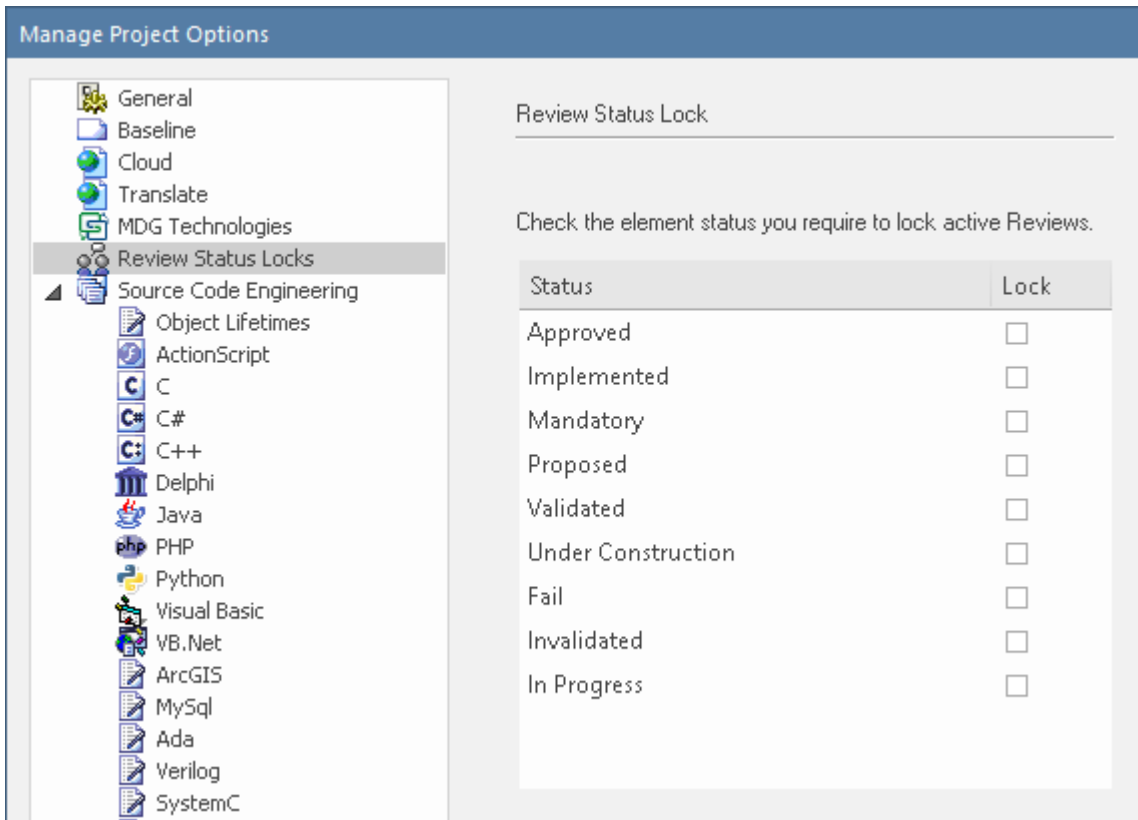 Manage Project Options
General
Baseline
Cloud
Translate
MDG Technologies
Review Status Locks
Source Code Engineering
Object Lifetimes
ActionScript
C
C#
C++
Delphi
Java
php PHP
Python
Visual Basic
VB.Net
ArcGIS
MySql
Ada
Verilog
SystemC
Review Status Lock
Check the element status you require to lock active Reviews.
Status Lock
Approved
Implemented
Mandatory
Proposed
Validated
Under Construction
Fail
Invalidated
In Progress